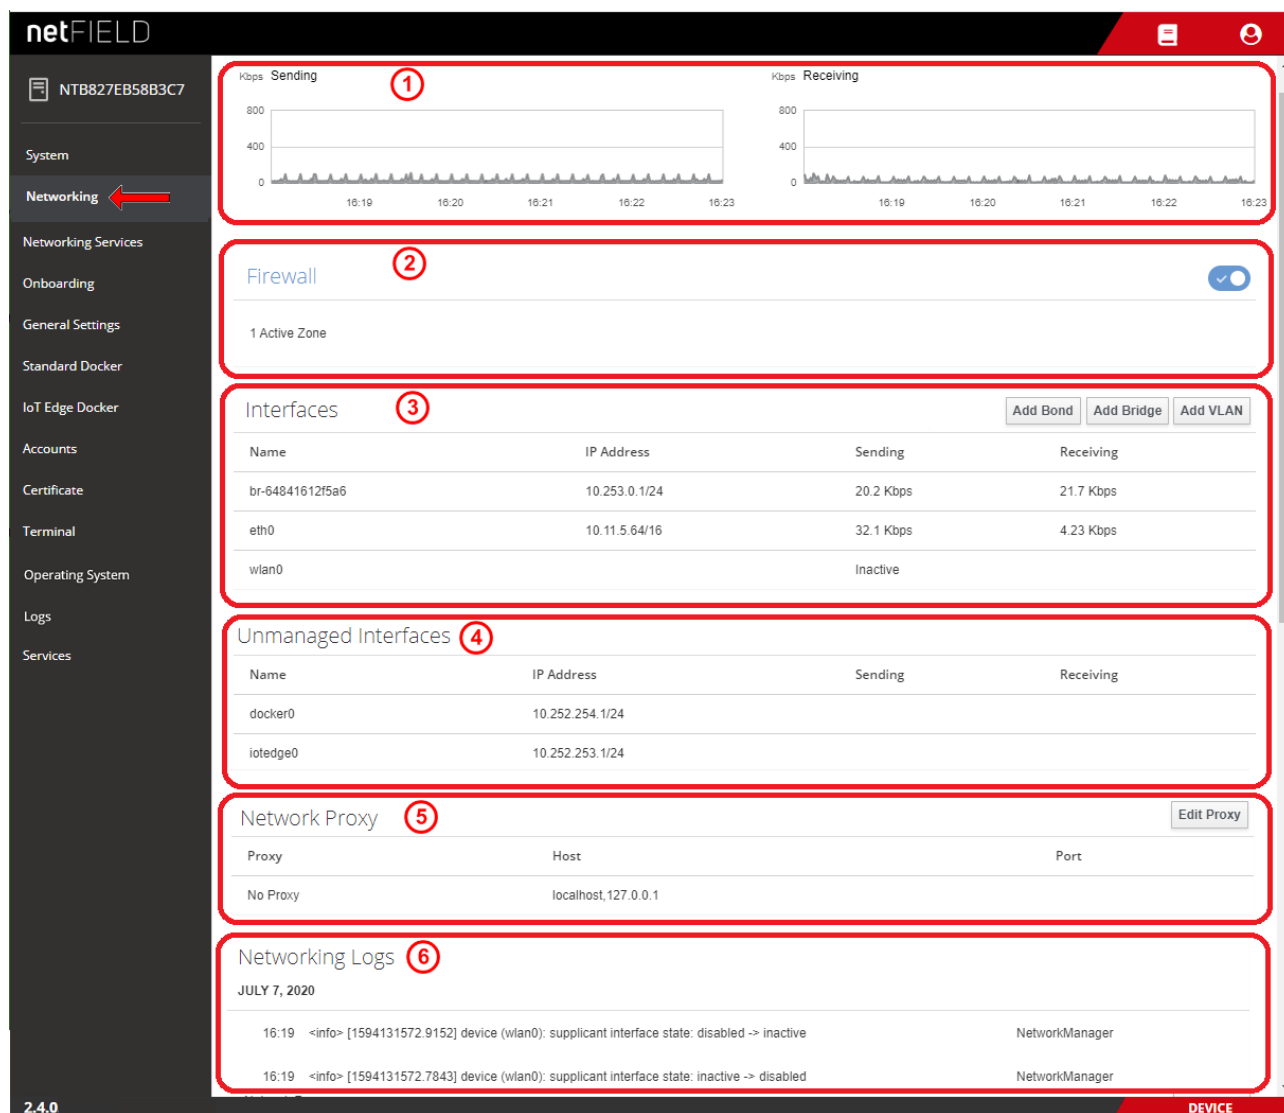 netFIELD
NTB827EB58B3C7
System
Networking
Networking Services
Onboarding
General Settings
Standard Docker
IoT Edge Docker
Accounts
Certificate
Terminal
Operating System
Logs
Services
Kbps Sending 1 Kbps Receiving
800 800
400 400
0 0
16:19 16:20 16:21 16:22 16:23 16:19 16:20 16:21 16:22 16:23
Firewall 2
1 Active Zone
Interfaces 3 Add Bond Add Bridge Add VLAN
Name IP Address Sending Receiving
br-64841612f5a6 10.253.0.1/24 20.2 Kbps 21.7 Kbps
eth0 10.11.5.64/16 32.1 Kbps 4.23 Kbps
wlan0 Inactive
Unmanaged Interfaces 4
Name IP Address Sending Receiving
docker0 10.252.254.1/24
iotedge0 10.252.253.1/24
Network Proxy 5 Edit Proxy
Proxy Host Port
No Proxy localhost,127.0.0.1
Networking Logs 6
JULY 7, 2020
16:19 <info> [1594131572.9152] device (wlan0): supplicant interface state: disabled -> inactive NetworkManager
16:19 <info> [1594131572.7843] device (wlan0): supplicant interface state: inactive -> disabled NetworkManager
2.4.0 DEVICE